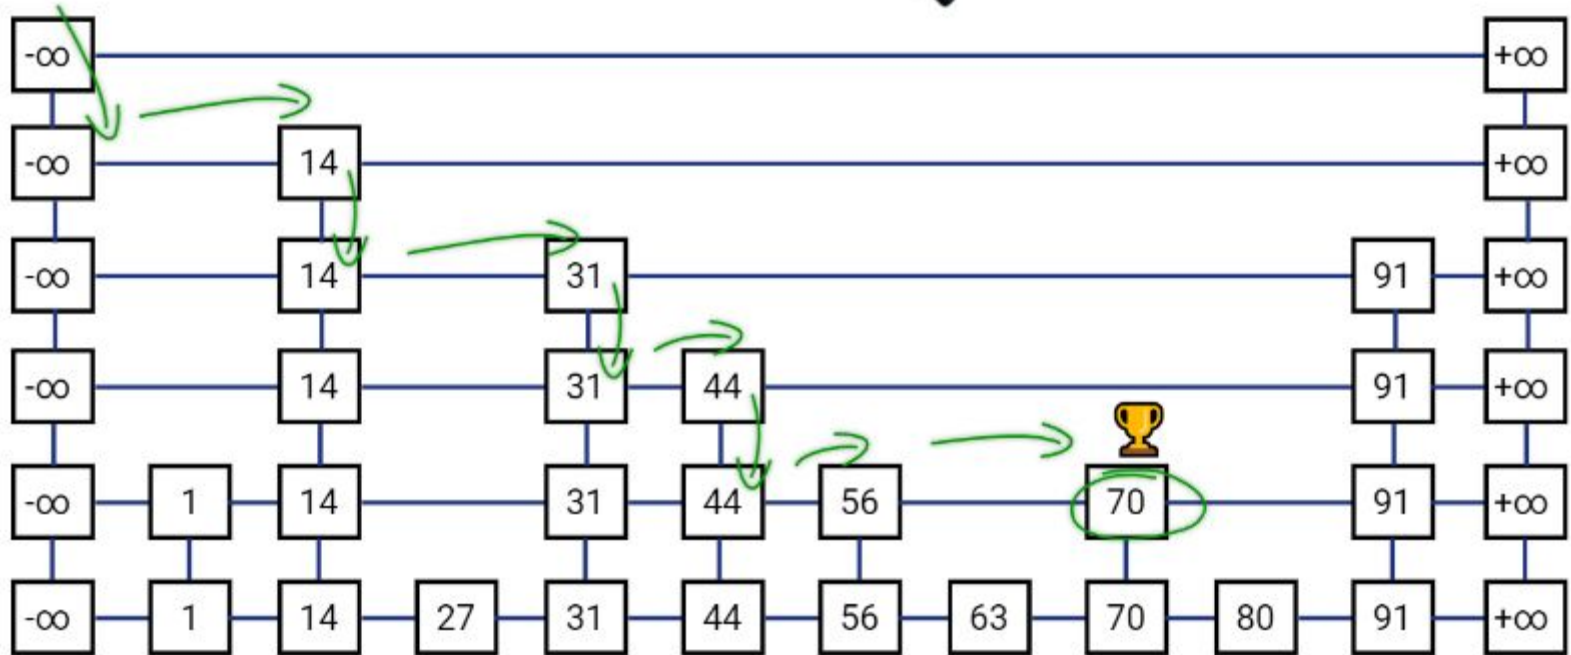 -∞ +∞
-∞ 14 +∞
-∞ 14 31 91 +∞
-∞ 14 31 44 91 +∞
-∞ 1 14 31 44 56 70 91 +∞
-∞ 1 14 27 31 44 56 63 70 80 91 +∞